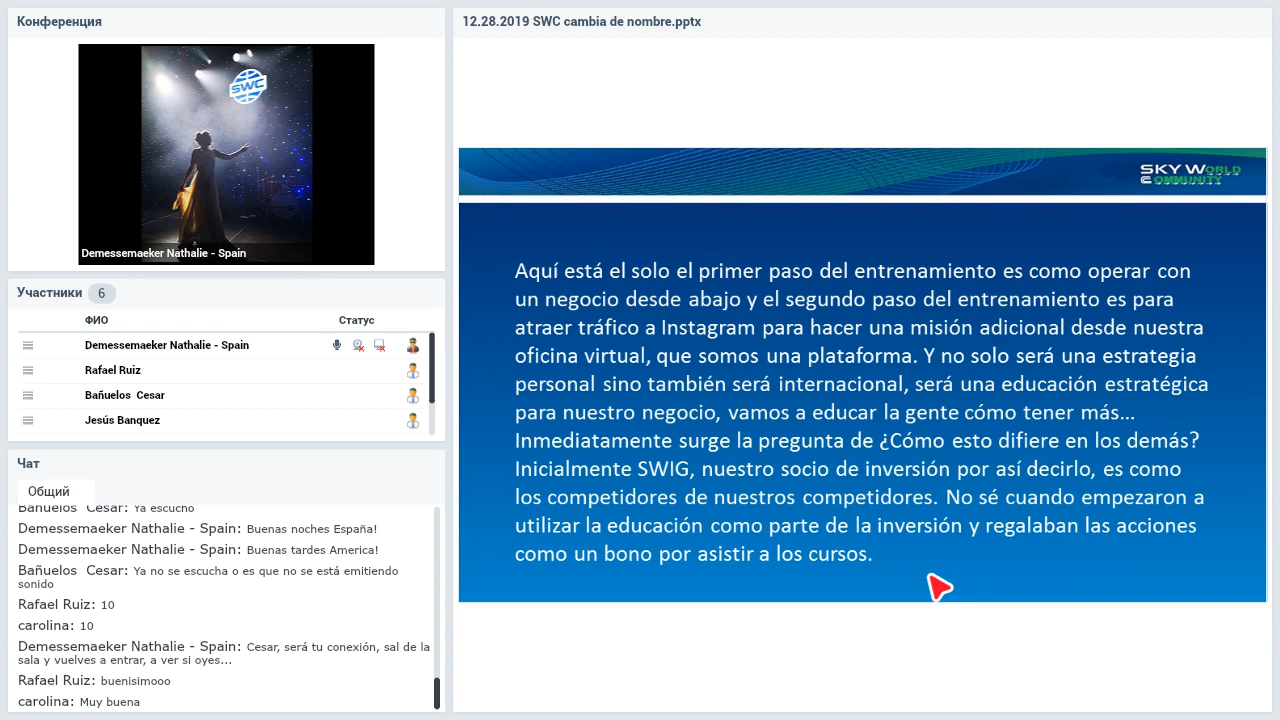 Конференция
SWC
Demessemaeker Nathalie - Spain
Участники 6
ФИО Статус
Demessemaeker Nathalie - Spain
Rafael Ruiz
Bañuelos Cesar
Jesús Banquez
Чат
Общий
Bañuelos Cesar: Ya escucho
Demessemaeker Nathalie - Spain: Buenas noches España!
Demessemaeker Nathalie - Spain: Buenas tardes America!
Bañuelos Cesar: Ya no se escucha o es que no se está emitiendo
sonido
Rafael Ruiz: 10
carolina: 10
Demessemaeker Nathalie - Spain: Cesar, será tu conexión, sal de la
sala y vuelves a entrar, a ver si oyes...
Rafael Ruiz: buenisimooo
carolina: Muy buena
12.28.2019 SWC cambia de nombre.pptx
SKY WORLD
COMMUNITY
Aquí está el solo el primer paso del entrenamiento es como operar con
un negocio desde abajo y el segundo paso del entrenamiento es para
atraer tráfico a Instagram para hacer una misión adicional desde nuestra
oficina virtual, que somos una plataforma. Y no solo será una estrategia
personal sino también será internacional, será una educación estratégica
para nuestro negocio, vamos a educar la gente cómo tener más...
Inmediatamente surge la pregunta de ¿Cómo esto difiere en los demás?
Inicialmente SWIG, nuestro socio de inversión por así decirlo, es como
los competidores de nuestros competidores. No sé cuando empezaron a
utilizar la educación como parte de la inversión y regalaban las acciones
como un bono por asistir a los cursos.